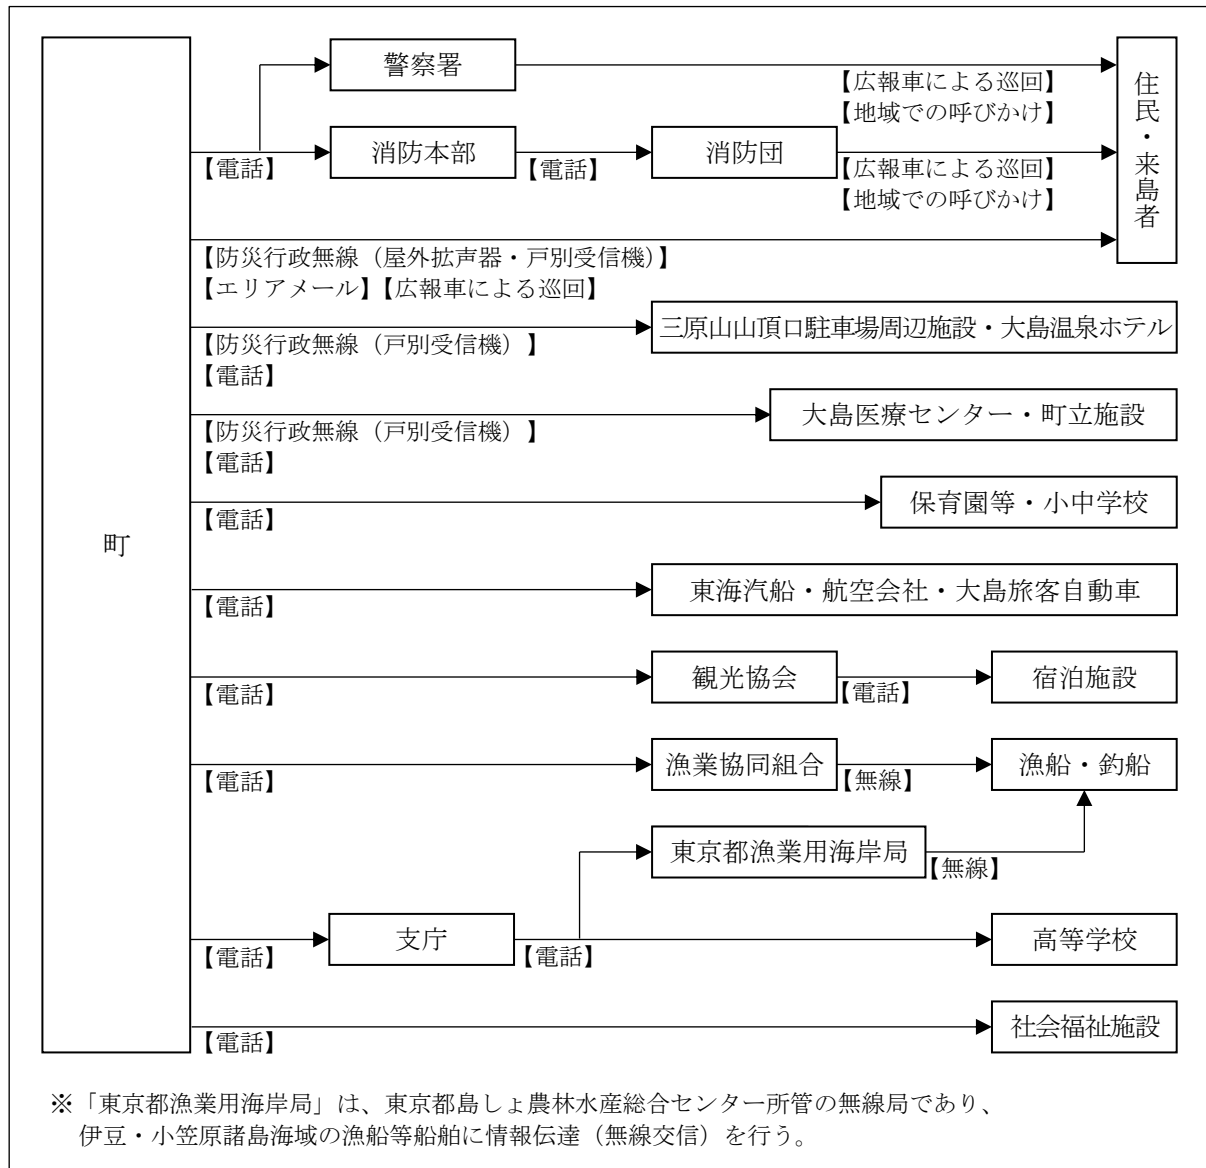 町
警察署
【電話】
【広報車による巡回】
【地域での呼びかけ】
消防本部
【電話】
消防団
【広報車による巡回】
【地域での呼びかけ】
住民・来島者
【防災行政無線（屋外拡声器・戸別受信機）】
【エリアメール】【広報車による巡回】
三原山山頂口駐車場周辺施設・大島温泉ホテル
【防災行政無線（戸別受信機）】
【電話】
大島医療センター・町立施設
【防災行政無線（戸別受信機）】
【電話】
保育園等・小中学校
【電話】
東海汽船・航空会社・大島旅客自動車
【電話】
観光協会
【電話】
宿泊施設
【電話】
漁業協同組合
【無線】
漁船・釣船
【電話】
東京都漁業用海岸局
【無線】
支庁
【電話】
高等学校
【電話】
社会福祉施設
【電話】
※「東京都漁業用海岸局」は、東京都島しょ農林水産総合センター所管の無線局であり、
伊豆・小笠原諸島海域の漁船等船舶に情報伝達（無線交信）を行う。